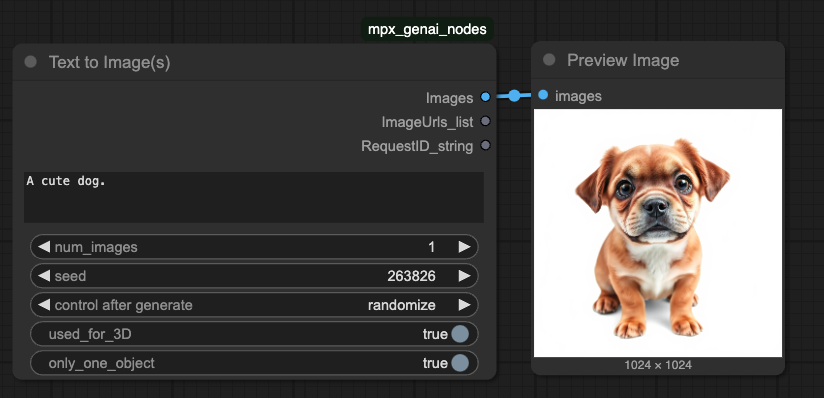 mpx_genai_nodes
Text to Image(s)
Images
ImageUrls_list
RequestID_string
A cute dog.
num_images 1
seed 263826
control after generate randomize
used_for_3D true
only_one_object true
Preview Image
images
1024 × 1024